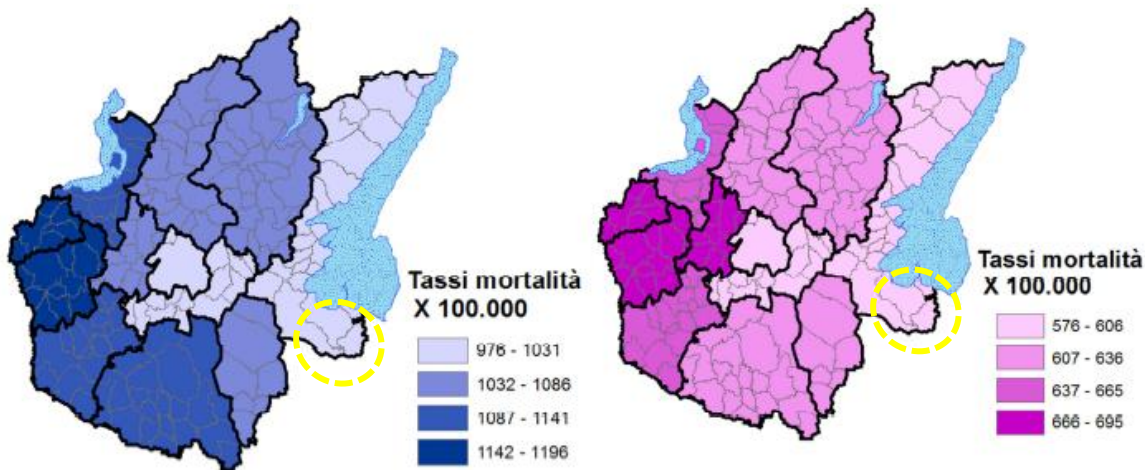 Tassi mortalità
X 100.000
976 - 1031
1032 - 1086
1087 - 1141
1142 - 1196
Tassi mortalità
X 100.000
576 - 606
607 - 636
637 - 665
666 - 695